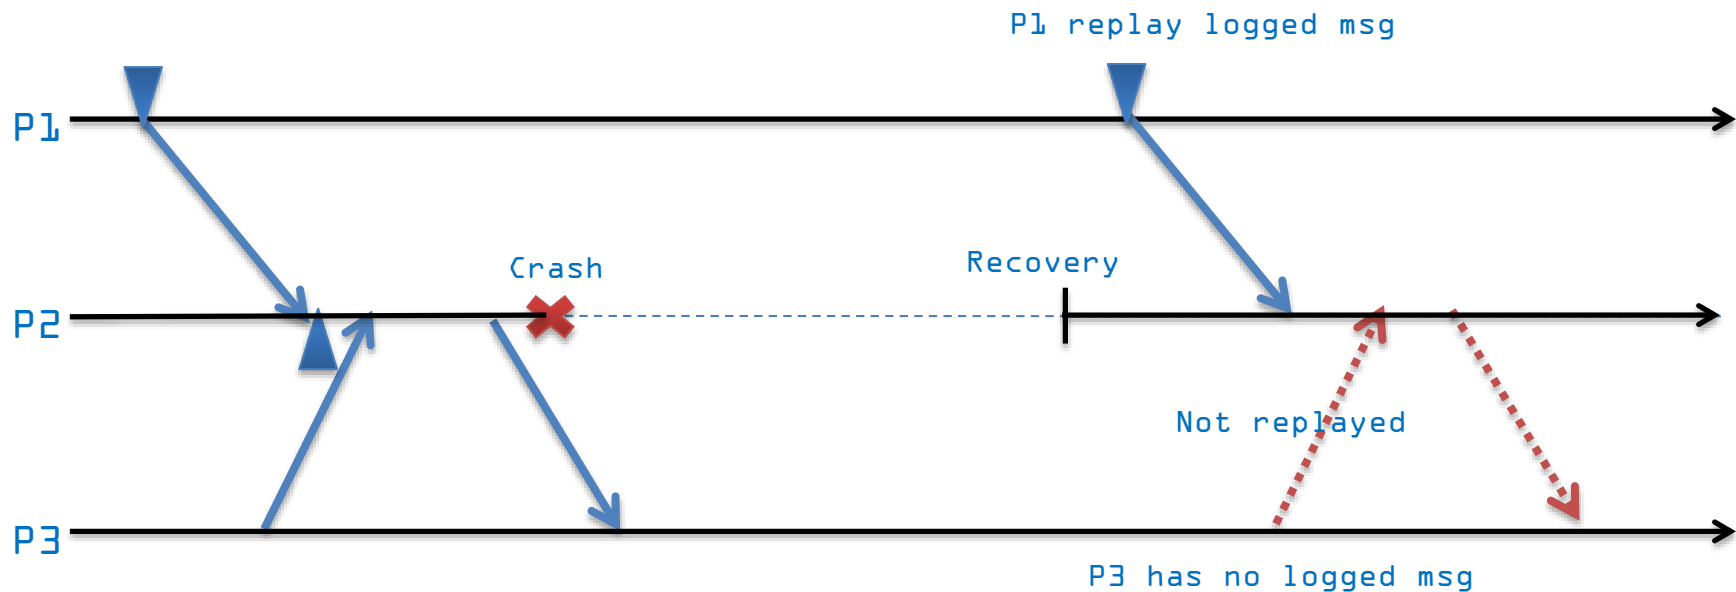 P1 replay logged msg
P1
Crash
Recovery
P2
Not replayed
P3
P3 has no logged msg